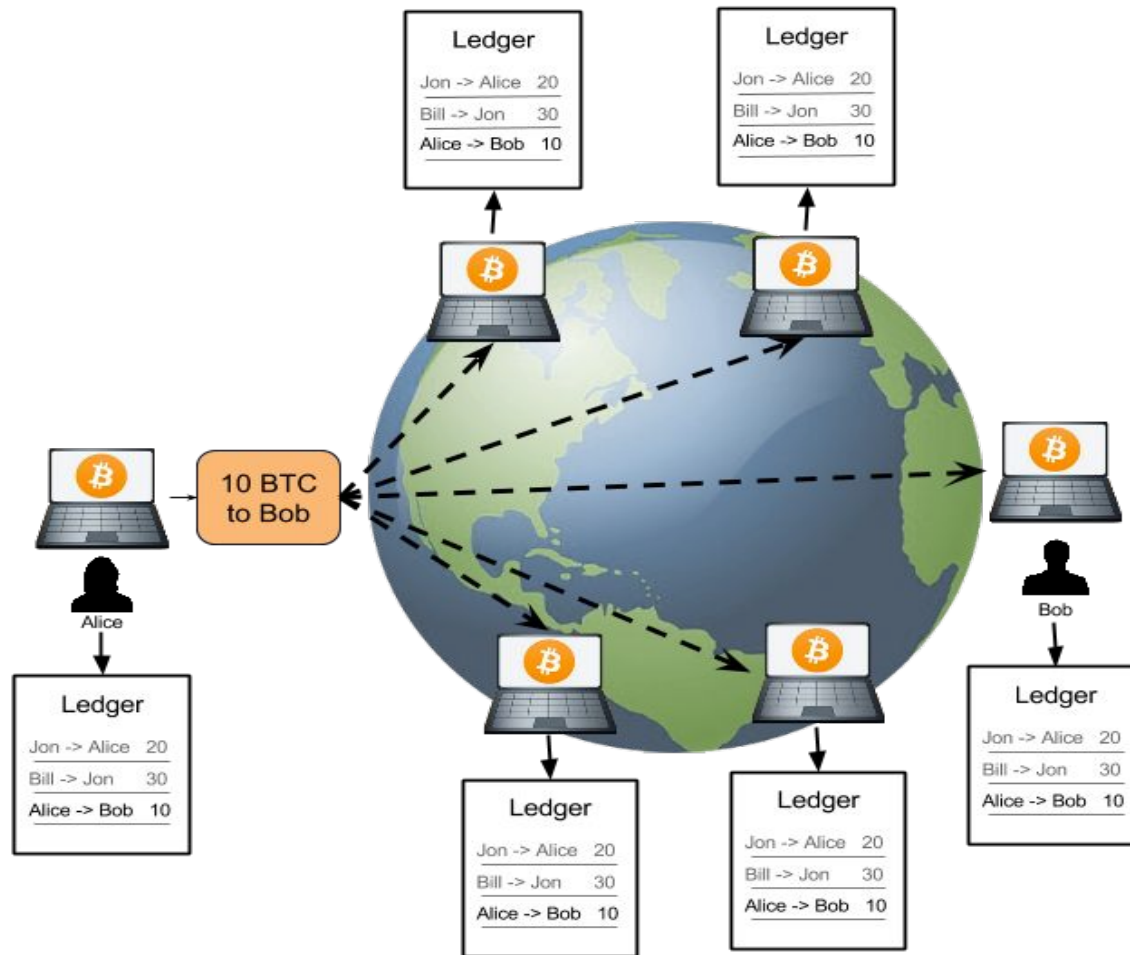 Ledger
Jon -> Alice 20
Bill -> Jon 30
Alice -> Bob 10
Ledger
Jon -> Alice 20
Bill -> Jon 30
Alice -> Bob 10
10 BTC
to Bob
Alice
Bob
Ledger
Jon -> Alice 20
Bill -> Jon 30
Alice -> Bob 10
Ledger
Jon -> Alice 20
Bill -> Jon 30
Alice -> Bob 10
Ledger
Jon -> Alice 20
Bill -> Jon 30
Alice -> Bob 10
Ledger
Jon -> Alice 20
Bill -> Jon 30
Alice -> Bob 10